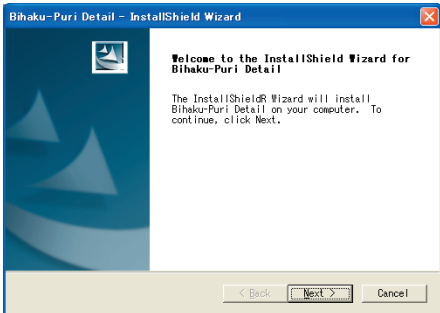 Bihaku-Puri Detail - InstallShield Wizard
Welcome to the InstallShield Wizard for
Bihaku-Puri Detail
The InstallShieldR Wizard will install
Bihaku-Puri Detail on your computer. To
continue, click Next.
< Back Next > Cancel